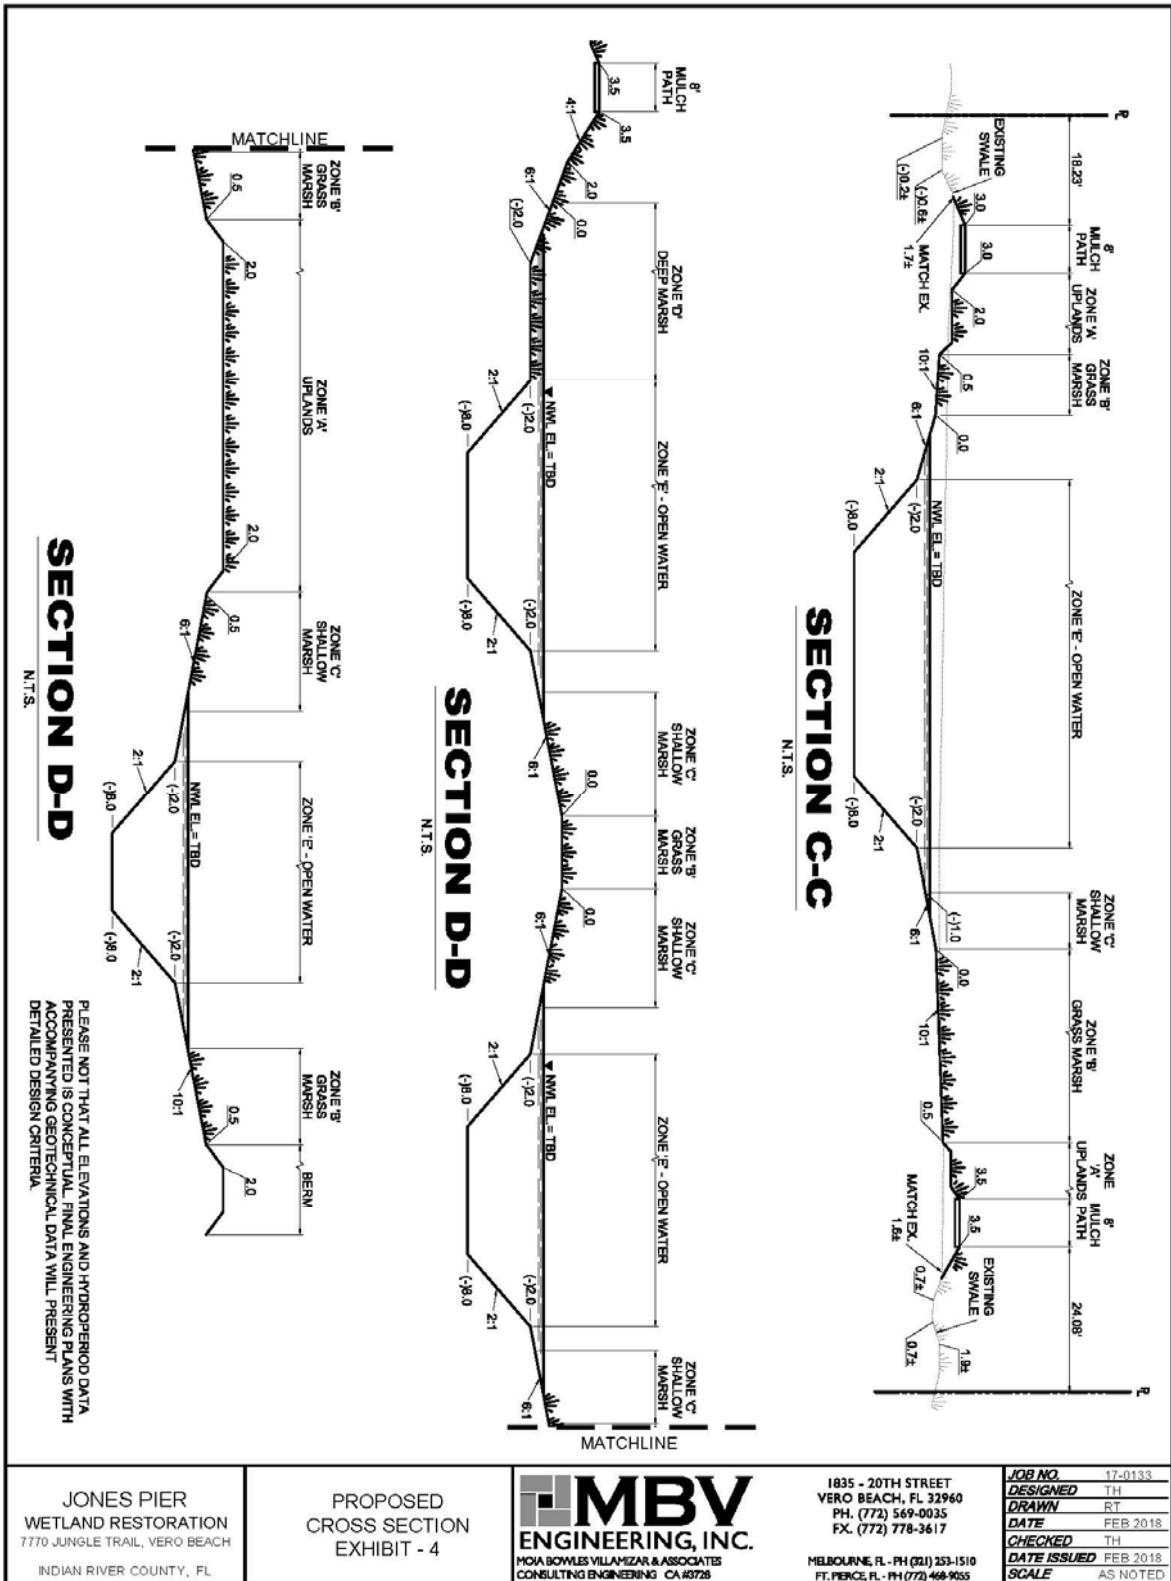 SECTION C-C
N.T.S.
PL
18.23'
8'
MULCH
PATH
ZONE 'A'
UPLANDS
ZONE 'B'
GRASS
MARSH
ZONE 'E' - OPEN WATER
ZONE 'C'
SHALLOW
MARSH
ZONE 'B'
GRASS MARSH
ZONE
'A'
UPLANDS
8'
MULCH
PATH
24.08'
PL
EXISTING
SWALE
(-)0.2±
(-)0.6±
3.0
MATCH EX.
1.7±
3.0
2.0
10:1
0.5
6:1
0.0
2:1
(-)2.0
NWL EL.= TBD
(-)8.0
(-)8.0
2:1
(-)2.0
6:1
(-)1.0
0.0
10:1
0.5
3.5
3.5
MATCH EX.
1.6±
EXISTING
SWALE
0.7±
0.7±
1.9±
SECTION D-D
N.T.S.
8'
MULCH
PATH
ZONE 'D'
DEEP MARSH
ZONE 'E' - OPEN WATER
ZONE 'C'
SHALLOW
MARSH
ZONE 'B'
GRASS
MARSH
ZONE 'C'
SHALLOW
MARSH
ZONE 'E' - OPEN WATER
ZONE 'C'
SHALLOW
MARSH
3.5
3.5
4:1
2.0
6:1
0.0
(-)2.0
2:1
(-)2.0
NWL EL.= TBD
(-)8.0
(-)8.0
2:1
(-)2.0
6:1
0.0
0.0
6:1
2:1
(-)2.0
NWL EL.= TBD
(-)8.0
(-)8.0
2:1
(-)2.0
6:1
MATCHLINE
SECTION D-D
N.T.S.
MATCHLINE
ZONE 'B'
GRASS
MARSH
ZONE 'A'
UPLANDS
ZONE 'C'
SHALLOW
MARSH
ZONE 'E' - OPEN WATER
ZONE 'B'
GRASS
MARSH
BERM
0.5
2.0
2.0
0.5
6:1
2:1
(-)2.0
NWL EL.= TBD
(-)8.0
(-)8.0
2:1
(-)2.0
10:1
0.5
2.0
PLEASE NOT THAT ALL ELEVATIONS AND HYDROPERIOD DATA
PRESENTED IS CONCEPTUAL. FINAL ENGINEERING PLANS WITH
ACCOMPANYING GEOTECHNICAL DATA WILL PRESENT
DETAILED DESIGN CRITERIA.
JONES PIER
WETLAND RESTORATION
7770 JUNGLE TRAIL, VERO BEACH
INDIAN RIVER COUNTY, FL
PROPOSED
CROSS SECTION
EXHIBIT - 4
MBV
ENGINEERING, INC.
MOIA BOWLES VILLAMIZAR & ASSOCIATES
CONSULTING ENGINEERING CA #3728
1835 - 20TH STREET
VERO BEACH, FL 32960
PH. (772) 569-0035
FX. (772) 778-3617
MELBOURNE, FL - PH (321) 253-1510
FT. PIERCE, FL - PH (772) 468-9055
JOB NO. 17-0133
DESIGNED TH
DRAWN RT
DATE FEB 2018
CHECKED TH
DATE ISSUED FEB 2018
SCALE AS NOTED